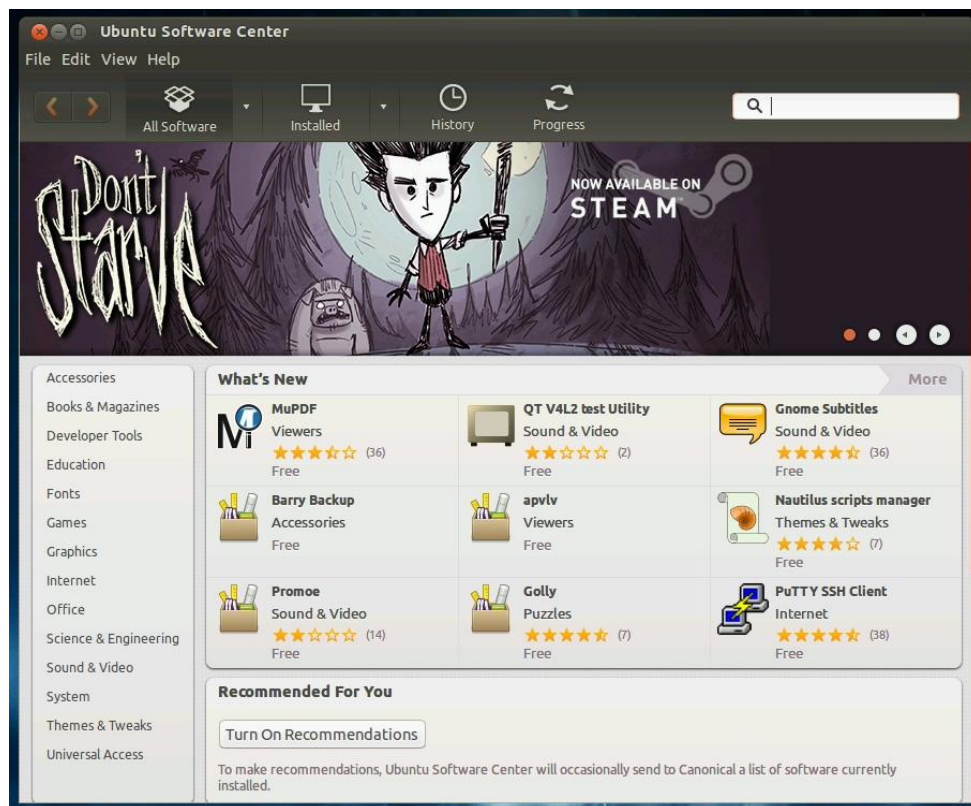 Ubuntu Software Center
File Edit View Help
All Software
Installed
History
Progress
Don't
Starve
NOW AVAILABLE ON
STEAM™
Accessories
Books & Magazines
Developer Tools
Education
Fonts
Games
Graphics
Internet
Office
Science & Engineering
Sound & Video
System
Themes & Tweaks
Universal Access
What's New
More
MuPDF
Viewers
(36)
Free
QT V4L2 test Utility
Sound & Video
(2)
Free
Gnome Subtitles
Sound & Video
(36)
Free
Barry Backup
Accessories
Free
apvlv
Viewers
Free
Nautilus scripts manager
Themes & Tweaks
(7)
Free
Promoe
Sound & Video
(14)
Free
Golly
Puzzles
(7)
Free
PuTTY SSH Client
Internet
(38)
Free
Recommended For You
Turn On Recommendations
To make recommendations, Ubuntu Software Center will occasionally send to Canonical a list of software currently
installed.